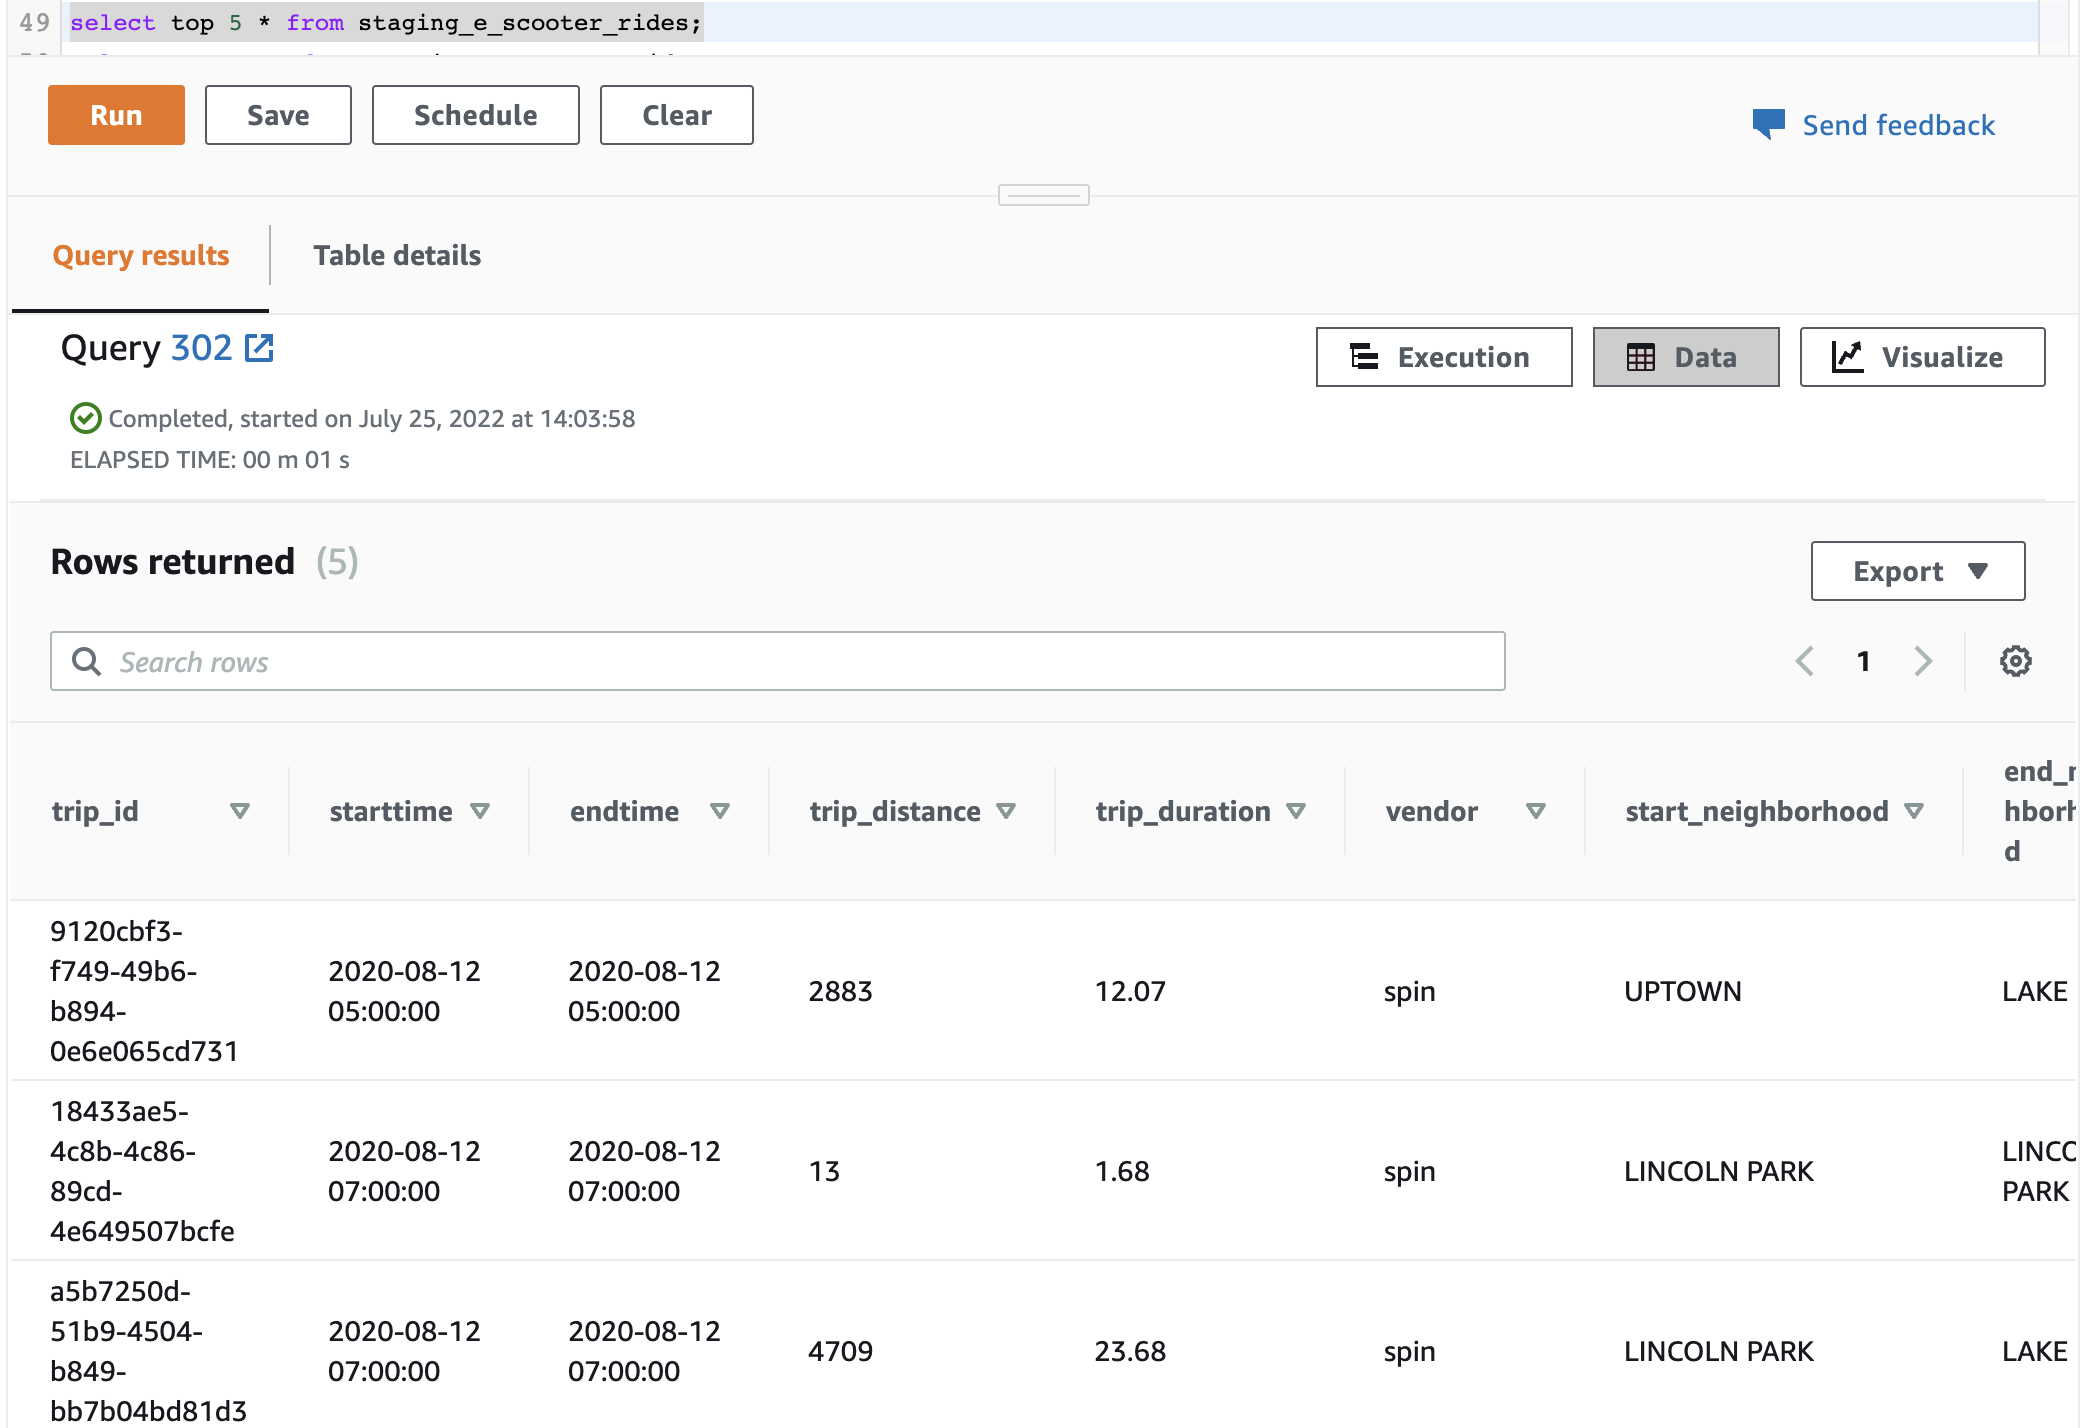 49 select top 5 * from staging_e_scooter_rides;
Run Save Schedule Clear
Send feedback
Query results Table details
Query 302
Execution Data Visualize
Completed, started on July 25, 2022 at 14:03:58
ELAPSED TIME: 00 m 01 s
Rows returned (5)
Export
Search rows
1
trip_id starttime endtime trip_distance trip_duration vendor start_neighborhood
9120cbf3-
f749-49b6-
b894-
0e6e065cd731
2020-08-12
05:00:00
2020-08-12
05:00:00
2883
12.07
spin
UPTOWN
LAKE
18433ae5-
4c8b-4c86-
89cd-
4e649507bcfe
2020-08-12
07:00:00
2020-08-12
07:00:00
13
1.68
spin
LINCOLN PARK
PARK
a5b7250d-
51b9-4504-
b849-
bb7b04bd81d3
2020-08-12
07:00:00
2020-08-12
07:00:00
4709
23.68
spin
LINCOLN PARK
LAKE